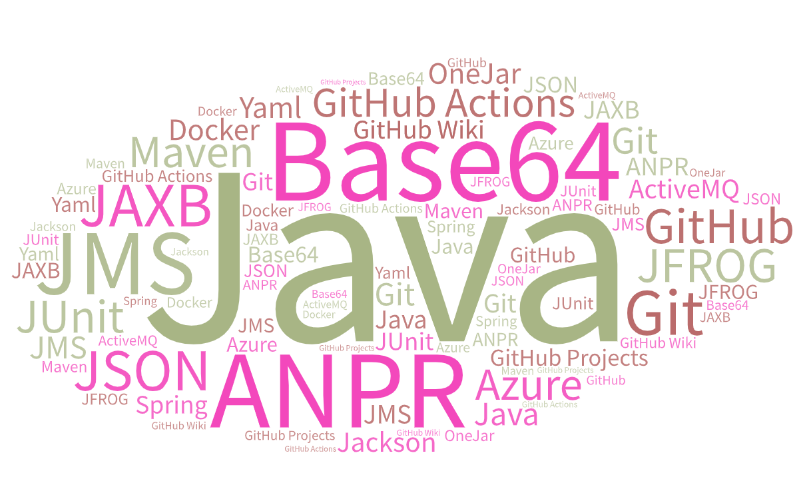 GitHub
GitHub Projects
Base64
OneJar
ActiveMQ
JSON
ActiveMQ
Docker
Yaml
GitHub Actions
JAXB
Docker
GitHub Wiki
Base64
Azure
Git
Maven
Maven
ANPR
OneJar
GitHub Actions
Git
JFROG
Azure
JAXB
JUnit
ActiveMQ
JSON
Yaml
Java
Docker
JFROG
GitHub Actions
Maven
Jackson
ANPR
GitHub
Jackson
Java
Spring
JMS
GitHub
JUnit
JMS
JAXB
Java
Yaml
Jackson
Base64
GitHub
JAXB
JSON
Yaml
OneJar
JFROG
ANPR
JSON
Spring
Docker
Base64
Git
Git
JUnit
Git
JFROG
ActiveMQ
Base64
JUnit
Docker
JMS
Java
Spring
JAXB
JMS
ActiveMQ
Azure
JUnit
ANPR
GitHub Wiki
GitHub Projects
Azure
GitHub Projects
Maven
JSON
ANPR
Maven
GitHub Projects
Azure
GitHub
JFROG
Spring
JMS
Java
GitHub Actions
GitHub Wiki
GitHub Projects
Jackson
GitHub Wiki
OneJar
GitHub Actions